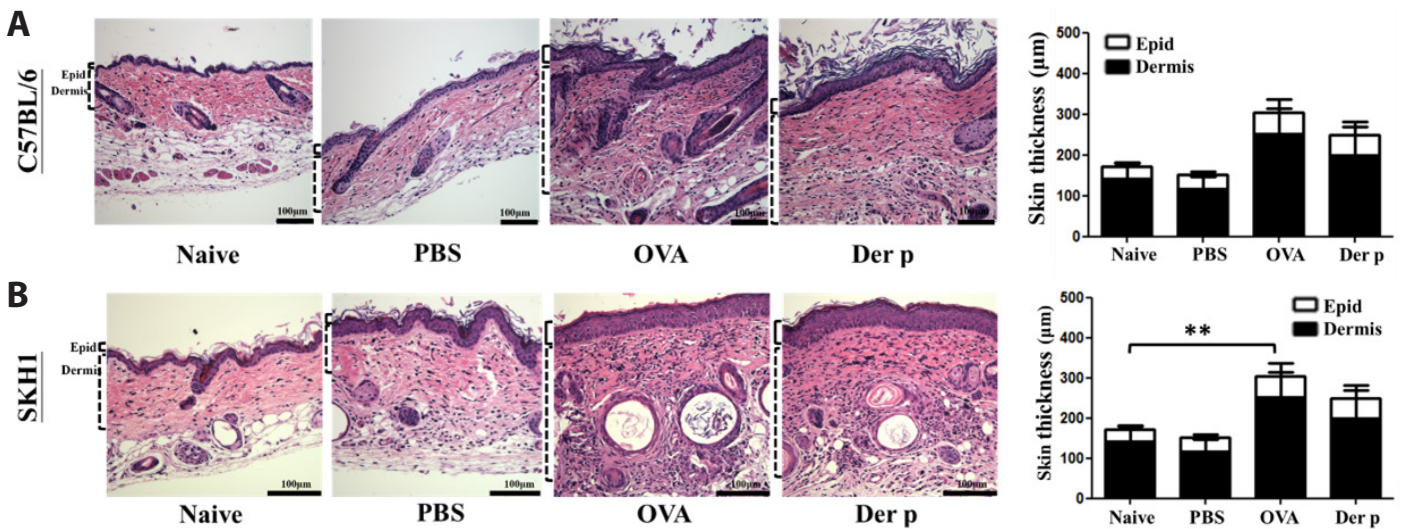 A
C57BL/6
Epid
Dermis
100μm
100μm
100μm
100μm
Naive
PBS
OVA
Der p
Skin thickness (μm)
500
400
300
200
100
0
Epid
Dermis
Naive
PBS
OVA
Der p
B
SKH1
Epid
Dermis
100μm
100μm
100μm
100μm
Naive
PBS
OVA
Der p
Skin thickness (μm)
500
400
300
200
100
0
Epid
Dermis
**
Naive
PBS
OVA
Der p